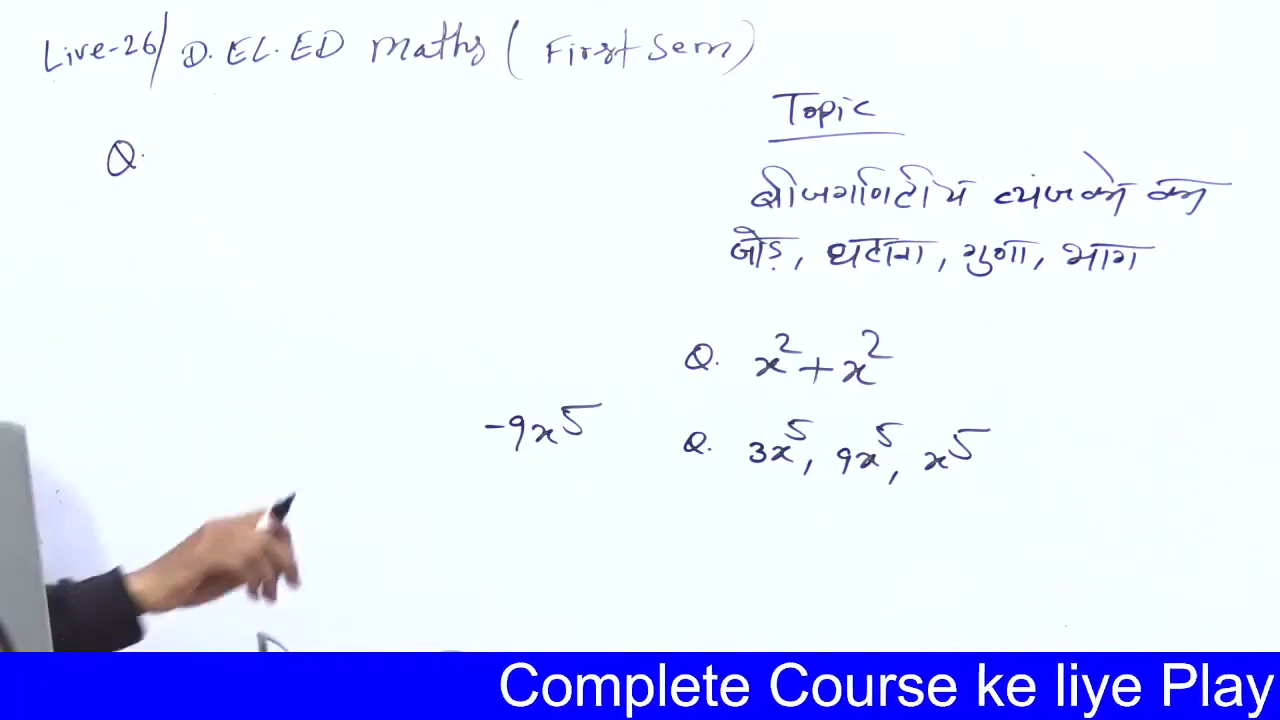 Live-26/ D. EL. ED Maths ( First Sem )
Topic
Q.
बीजगणितीय व्यंजको का
जोड़, घटाना, गुणा, भाग
Q. x² + x²
-9x⁵
Q. 3x⁵, 9x⁵, x⁵
Complete Course ke liye Play